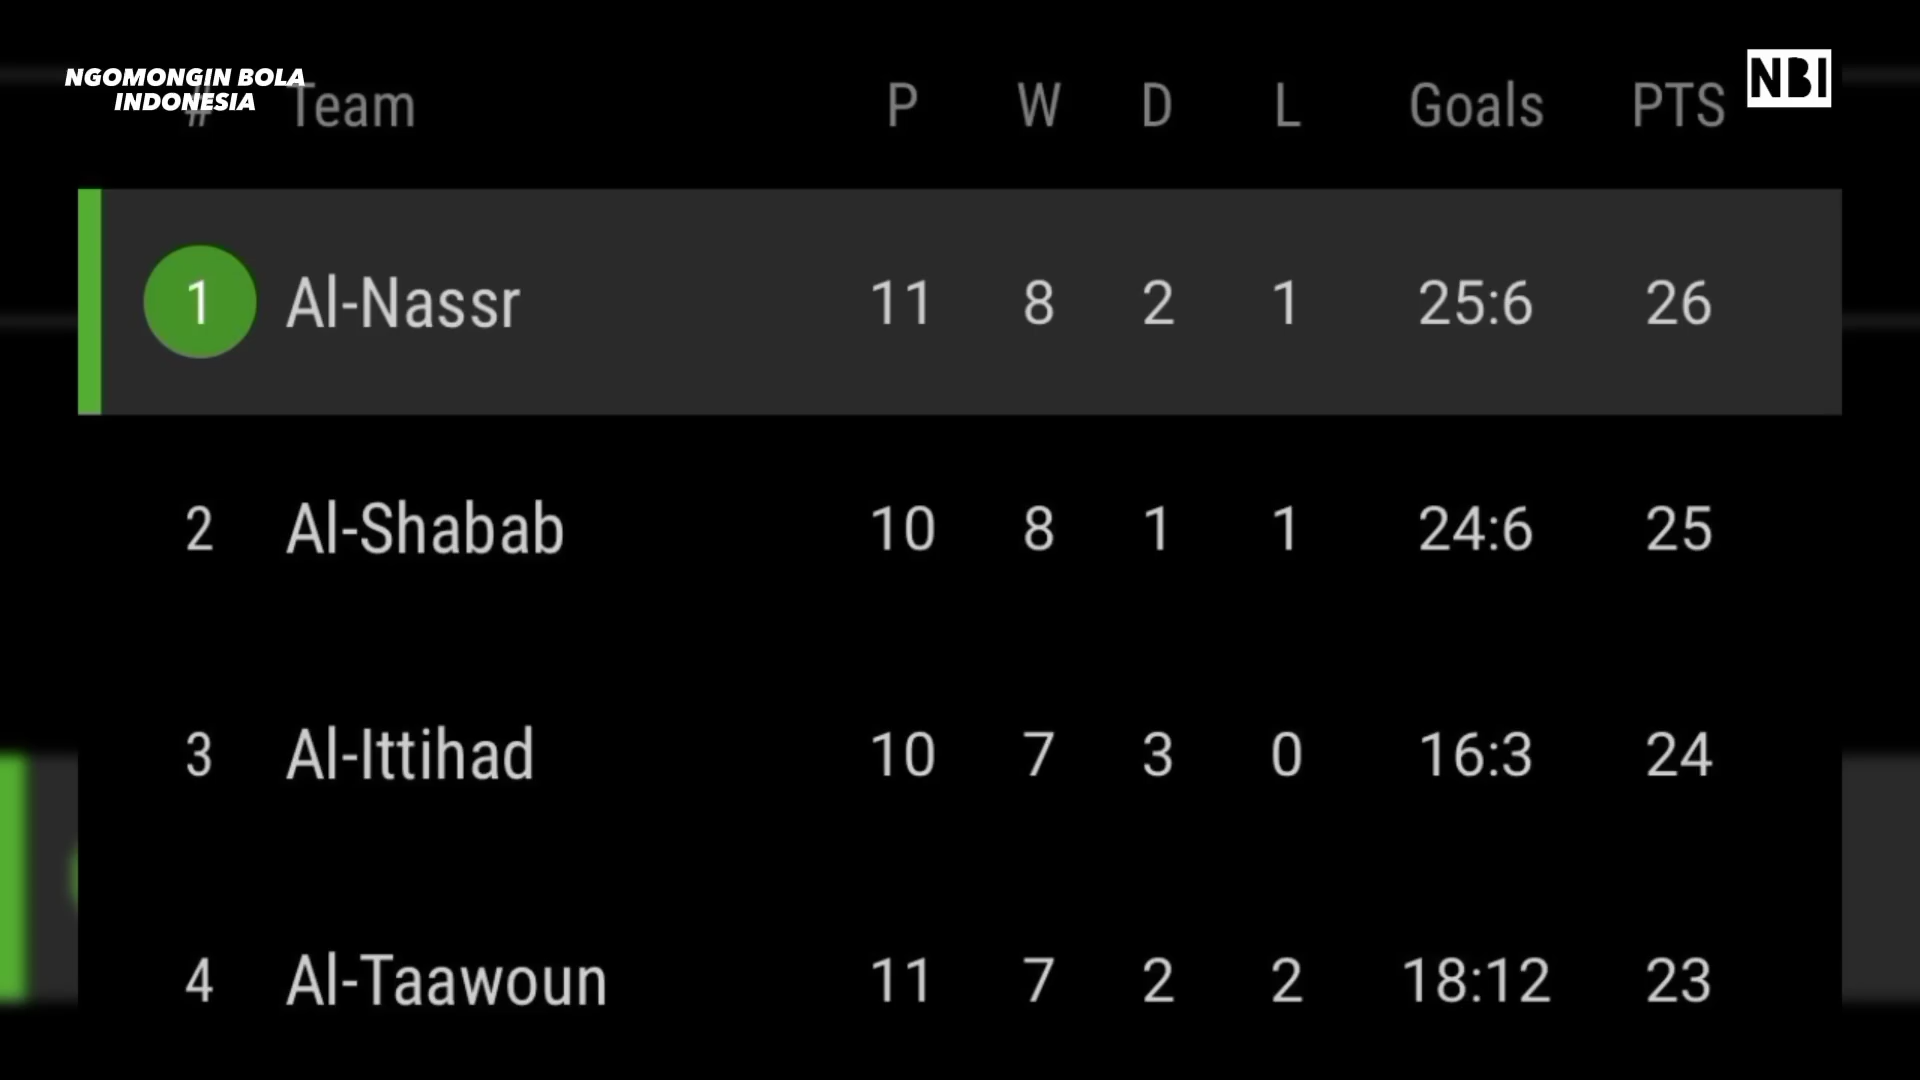 NGOMONGIN BOLA
INDONESIA
NBI
# Team P W D L Goals PTS
1 Al-Nassr 11 8 2 1 25:6 26
2 Al-Shabab 10 8 1 1 24:6 25
3 Al-Ittihad 10 7 3 0 16:3 24
4 Al-Taawoun 11 7 2 2 18:12 23